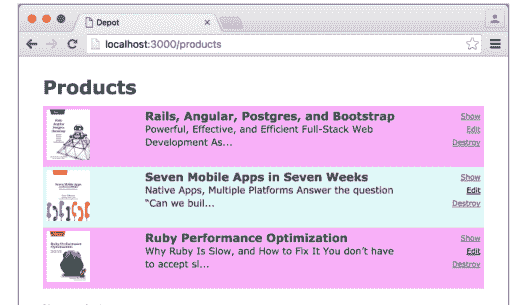 Depot
localhost:3000/products
Products
Rails, Angular, Postgres, and Bootstrap
Powerful, Effective, and Efficient Full-Stack Web
Development As...
Show
Edit
Destroy
Seven Mobile Apps in Seven Weeks
Native Apps, Multiple Platforms Answer the question
“Can we buil...
Show
Edit
Destroy
Ruby Performance Optimization
Why Ruby Is Slow, and How to Fix It You don’t have
to accept sl...
Show
Edit
Destroy